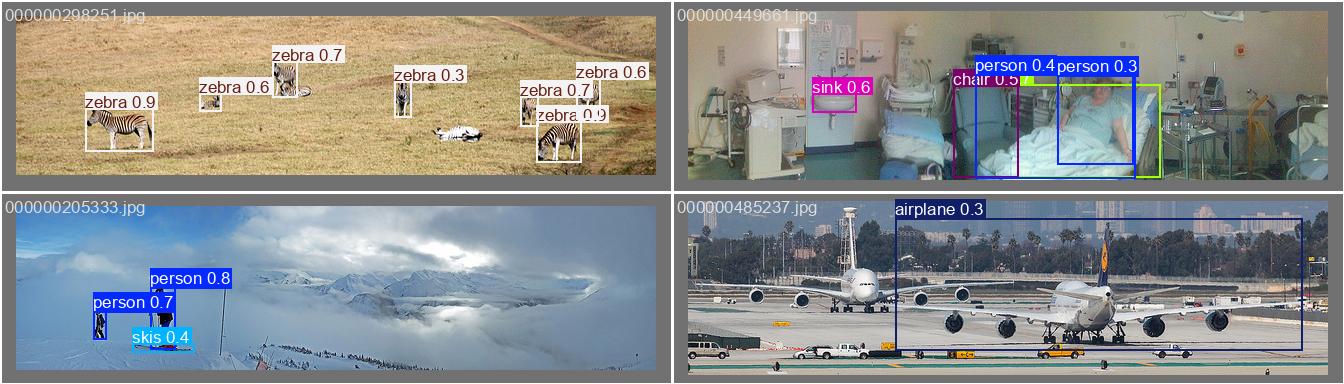 000000298251.jpg
zebra 0.7
zebra 0.3
zebra 0.6
zebra 0.6
zebra 0.7
zebra 0.9
zebra 0.9
000000449661.jpg
person 0.4
person 0.3
chair 0.5
sink 0.6
000000205333.jpg
person 0.8
person 0.7
skis 0.4
000000485237.jpg
airplane 0.3